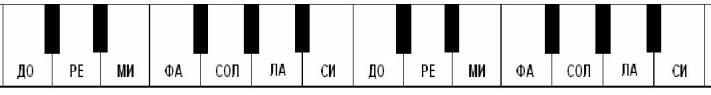 ДО РЕ МИ ФА СОЛ ЛА СИ ДО РЕ МИ ФА СОЛ ЛА СИ